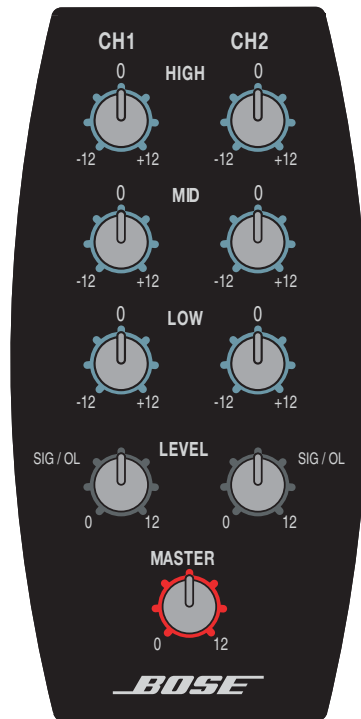 CH1 CH2
0 HIGH 0
-12 +12 -12 +12
0 MID 0
-12 +12 -12 +12
0 LOW 0
-12 +12 -12 +12
SIG / OL LEVEL SIG / OL
0 12 0 12
MASTER
0 12
BOSE